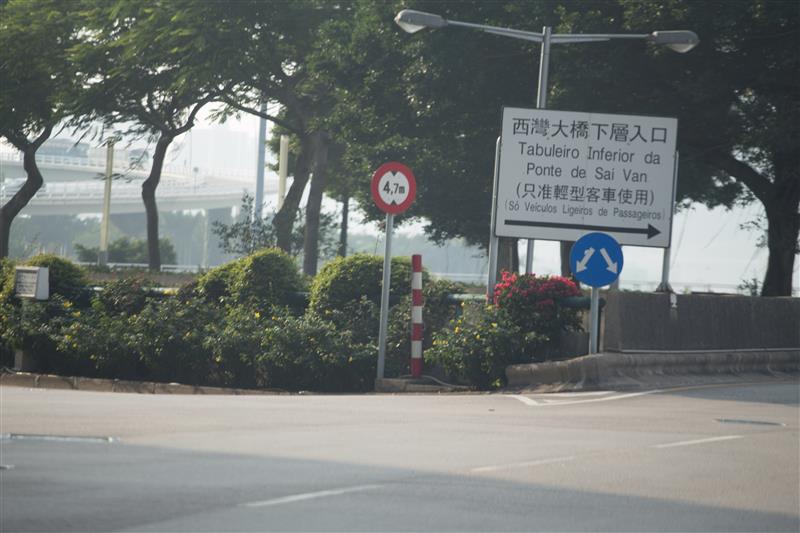 西灣大橋下層入口
Tabuleiro Inferior da
Ponte de Sai Van
(只准輕型客車使用)
(Só Veículos Ligeiros de Passageiros)
4,7m